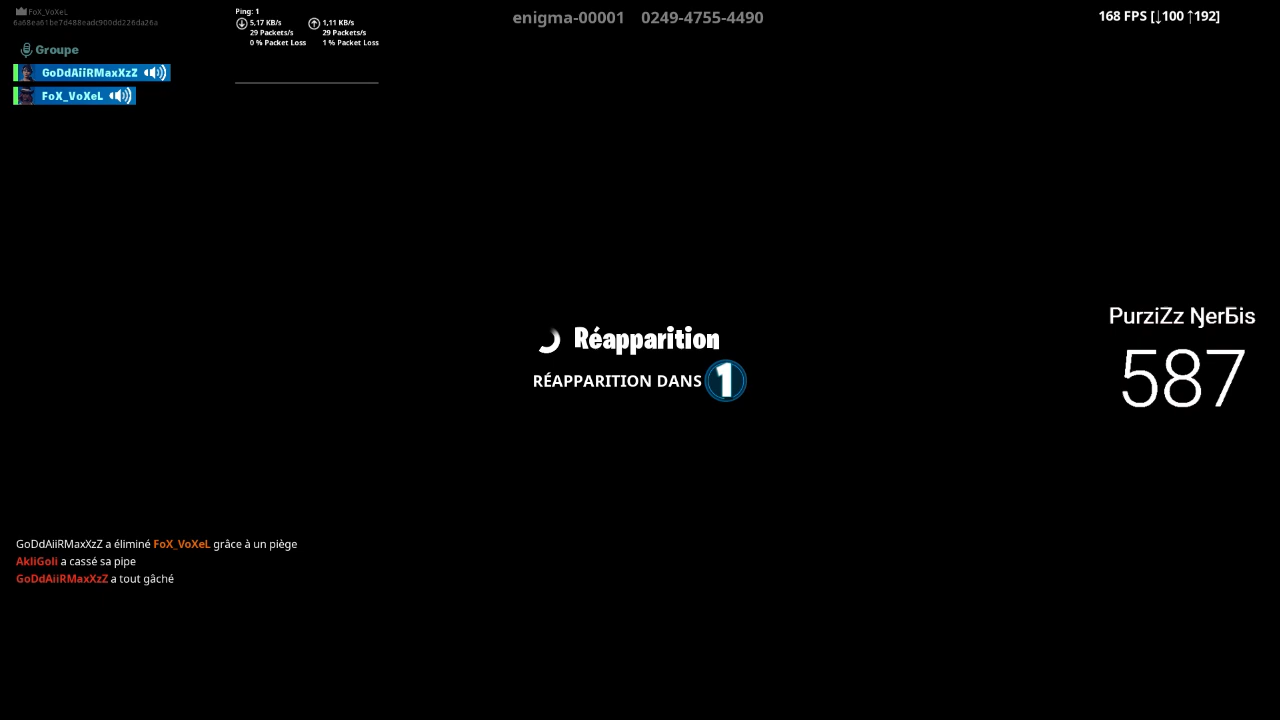 FoX_VoXeL
6a68ea61be7d488eadc900dd226da26a
Groupe
GoDdAiiRMaxXzZ
FoX_VoXeL
Ping: 1
5,17 KB/s 1,11 KB/s
29 Packets/s 29 Packets/s
0 % Packet Loss 1 % Packet Loss
enigma-00001 0249-4755-4490
168 FPS [↓100 ↑192]
PurziZz ŊerБis
587
Réapparition
RÉAPPARITION DANS 1
GoDdAiiRMaxXzZ a éliminé FoX_VoXeL grâce à un piège
AkliGoli a cassé sa pipe
GoDdAiiRMaxXzZ a tout gâché